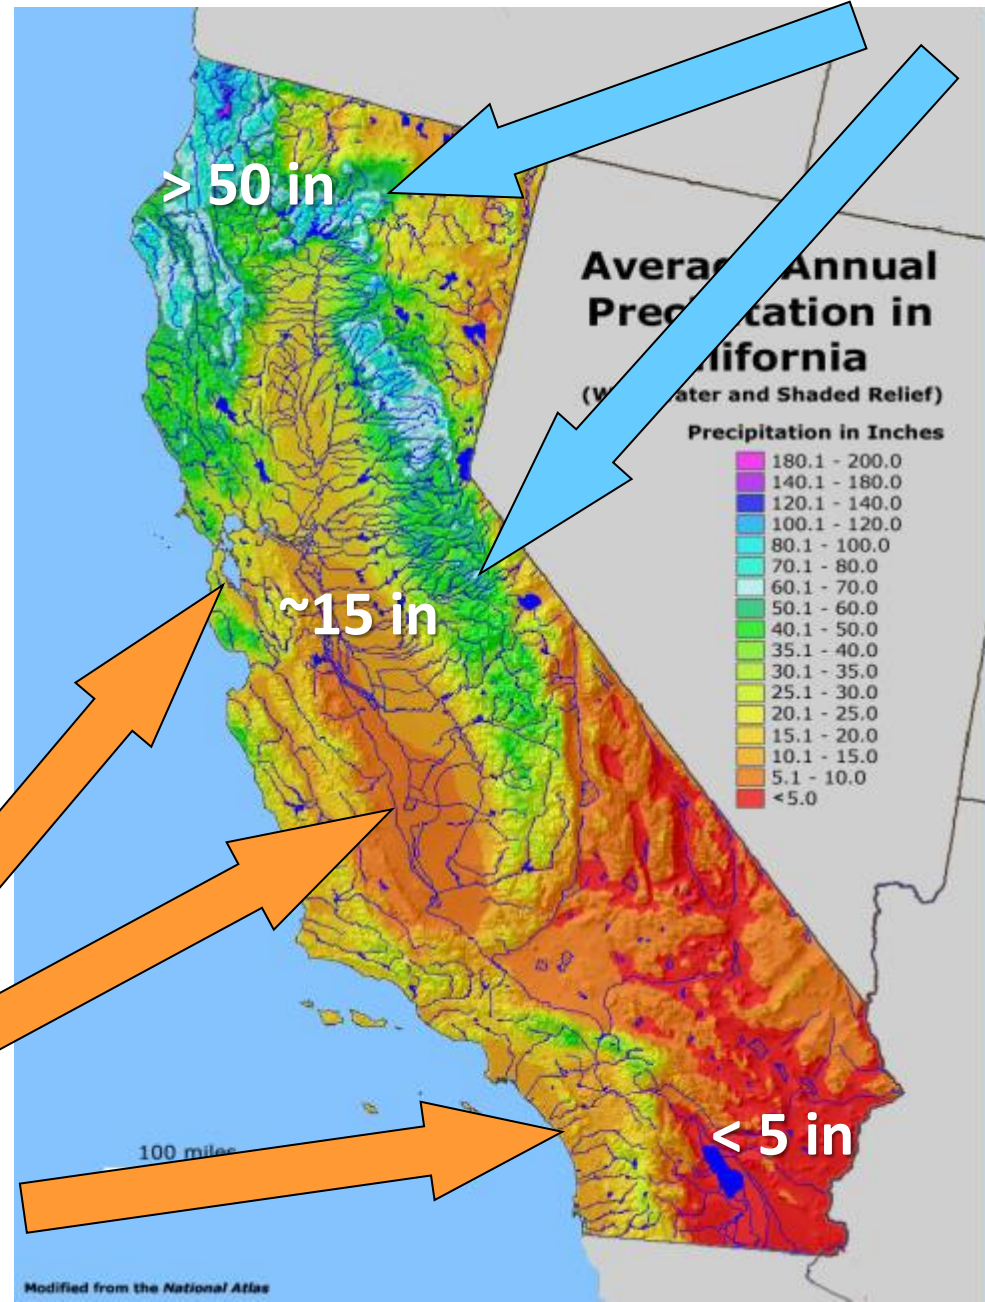 > 50 in
Avera Annual
Pre tation in
lifornia
(W ater and Shaded Relief)
Precipitation in Inches
180.1 - 200.0
140.1 - 180.0
120.1 - 140.0
100.1 - 120.0
80.1 - 100.0
70.1 - 80.0
60.1 - 70.0
50.1 - 60.0
40.1 - 50.0
35.1 - 40.0
30.1 - 35.0
25.1 - 30.0
20.1 - 25.0
15.1 - 20.0
10.1 - 15.0
5.1 - 10.0
<5.0
~15 in
< 5 in
100 miles
Modified from the National Atlas